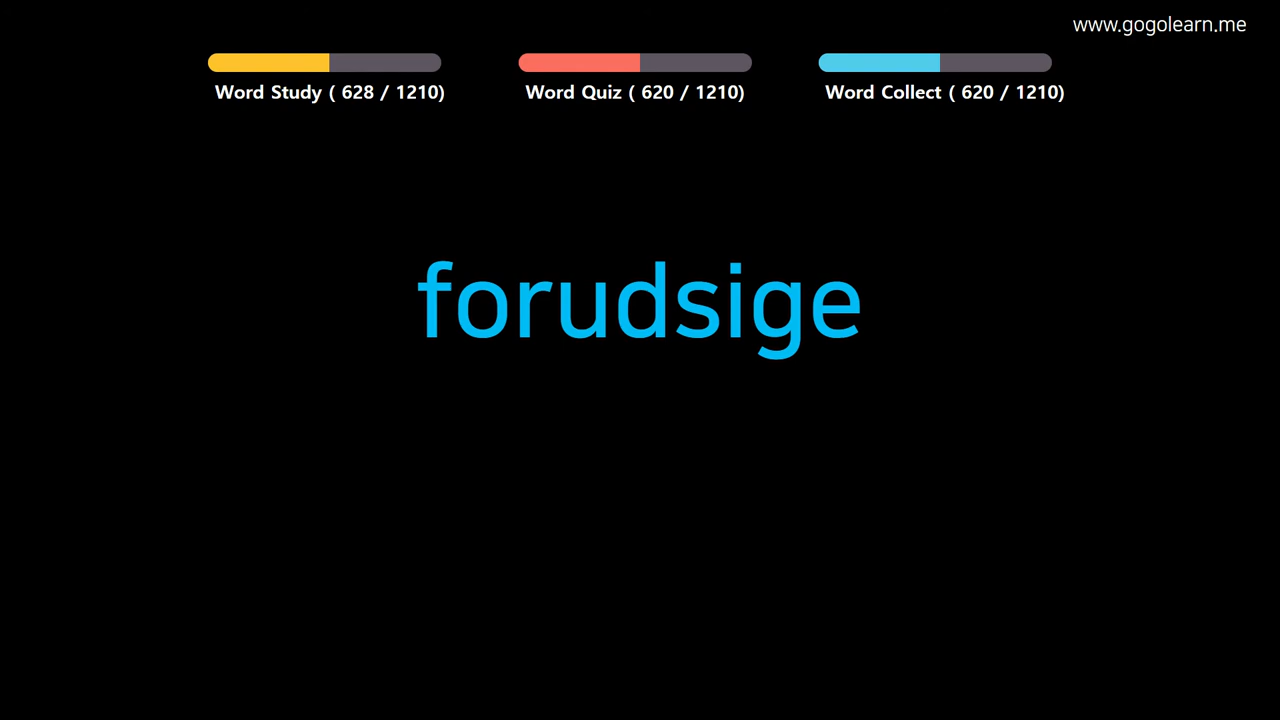 www.gogolearn.me
Word Study ( 628 / 1210)
Word Quiz ( 620 / 1210)
Word Collect ( 620 / 1210)
forudsige